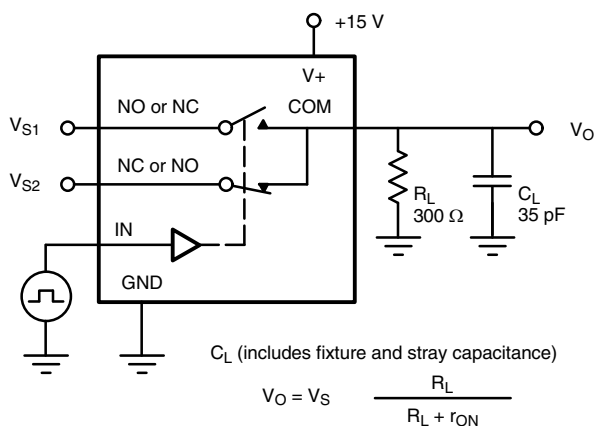 +15 V
V+
NO or NC
COM
VS1
VO
NC or NO
VS2
RL
300 Ω
CL
35 pF
IN
GND
CL (includes fixture and stray capacitance)
VO = VS RL
RL + rON